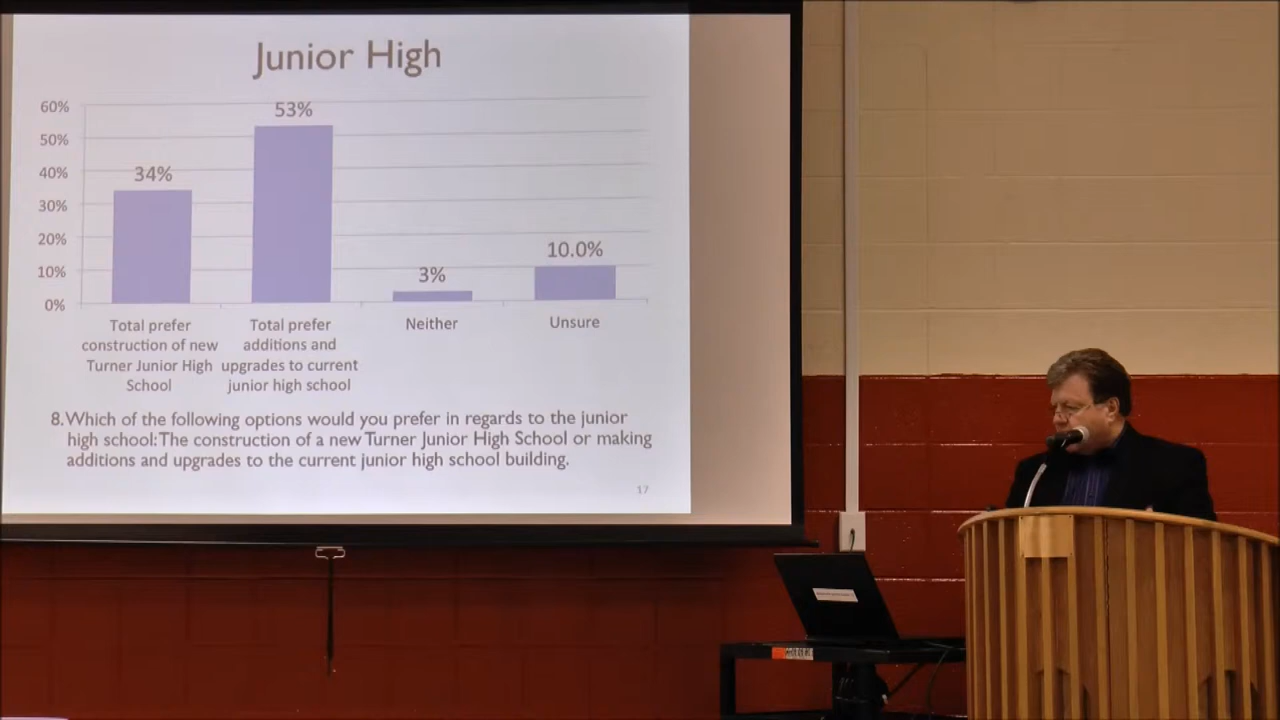 Junior High
60%
50%
40%
30%
20%
10%
0%
34%
53%
3%
10.0%
Total prefer
construction of new
Turner Junior High
School
Total prefer
additions and
upgrades to current
junior high school
Neither
Unsure
8. Which of the following options would you prefer in regards to the junior
high school: The construction of a new Turner Junior High School or making
additions and upgrades to the current junior high school building.
17